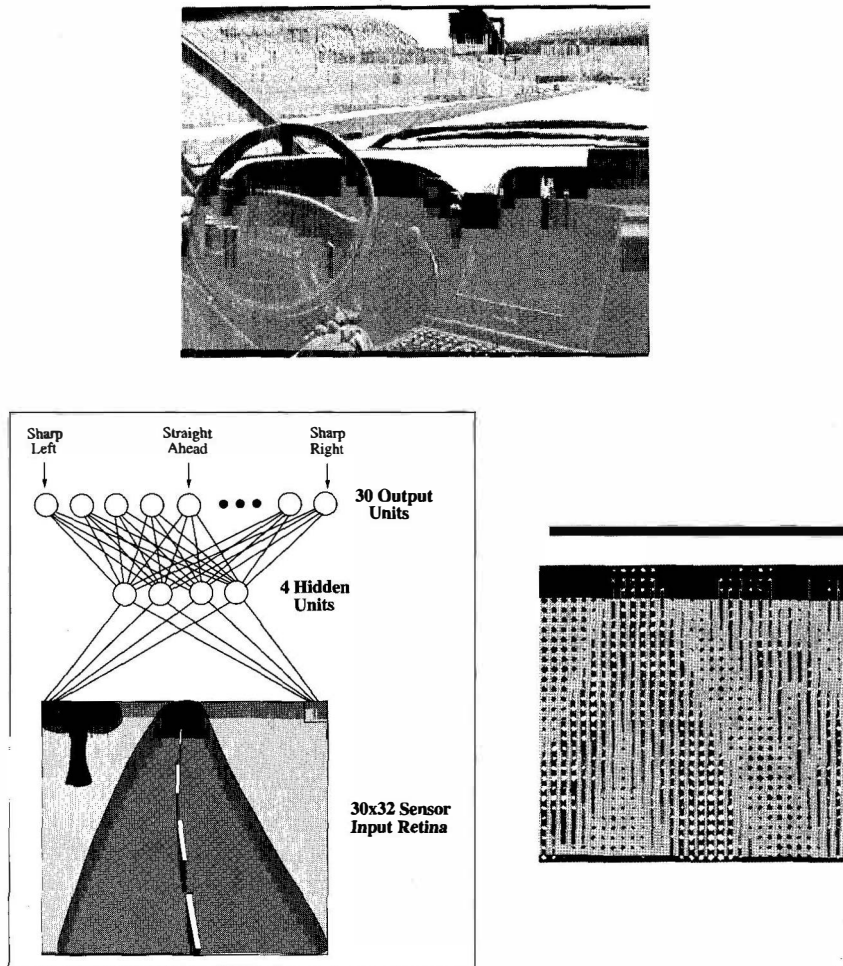 Sharp Left
Straight Ahead
Sharp Right
30 Output Units
4 Hidden Units
30x32 Sensor Input Retina